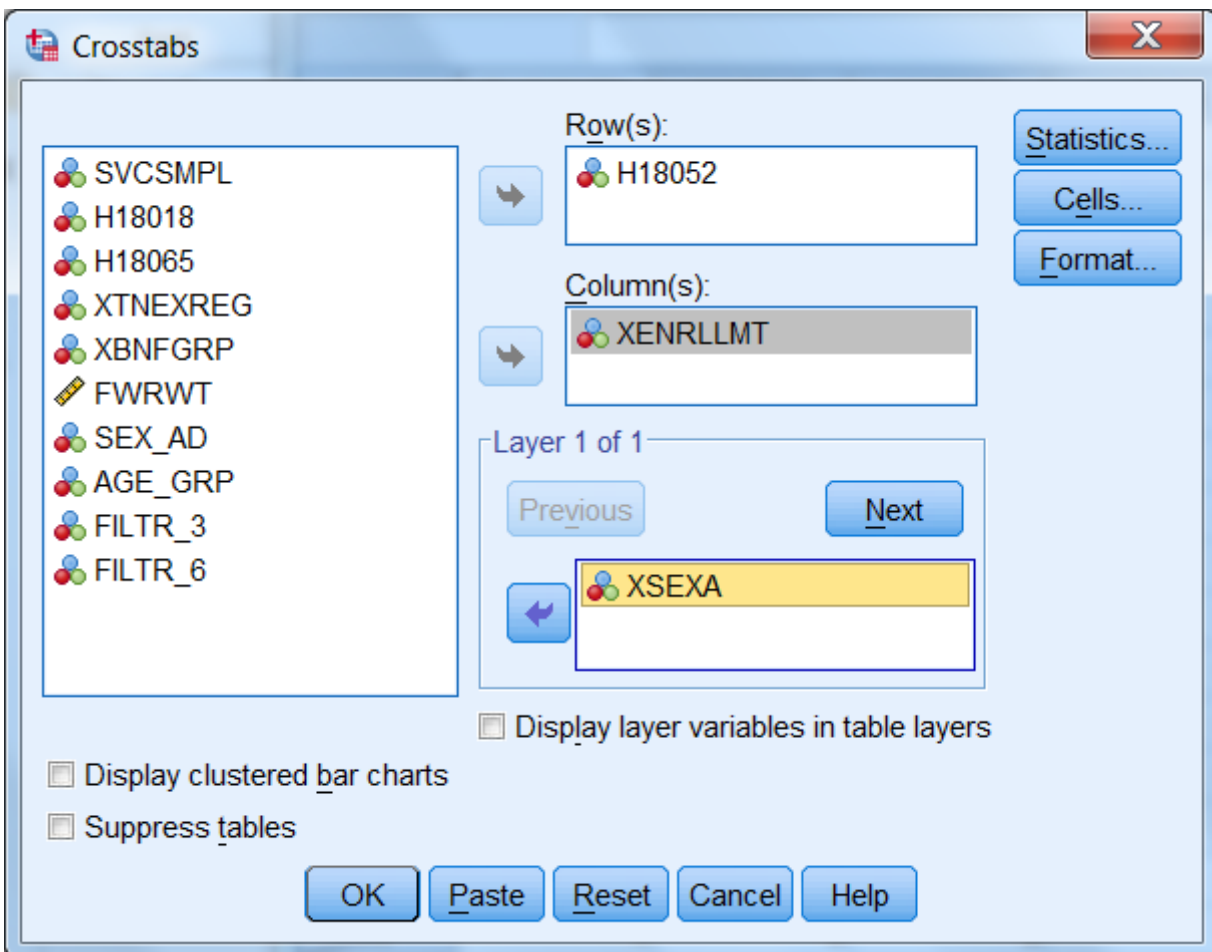 Crosstabs
X
SVCSMPL
H18018
H18065
XTNEXREG
XBNFGRP
FWRWT
SEX_AD
AGE_GRP
FILTR_3
FILTR_6
Row(s):
H18052
Column(s):
XENRLLMT
Layer 1 of 1
Previous Next
XSEXA
Display layer variables in table layers
Statistics...
Cells...
Format...
Display clustered bar charts
Suppress tables
OK Paste Reset Cancel Help